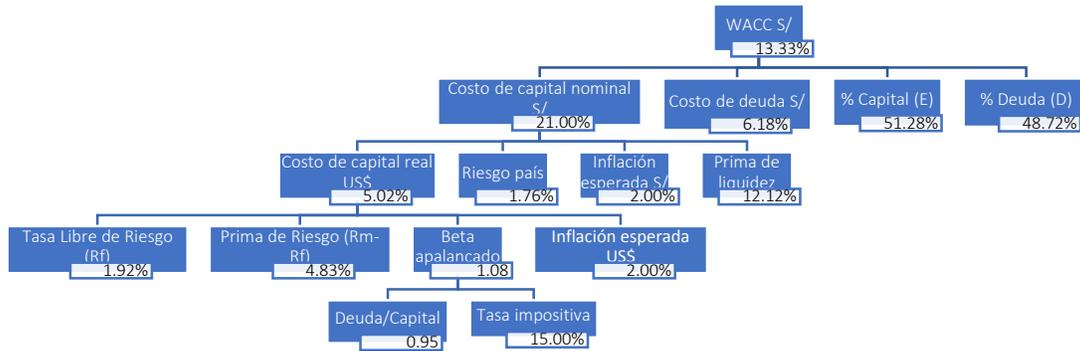 WACC S/
13.33%
Costo de capital nominal
S/
21.00%
Costo de deuda S/
6.18%
% Capital (E)
51.28%
% Deuda (D)
48.72%
Costo de capital real
US$
5.02%
Riesgo país
1.76%
Inflación
esperada S/
2.00%
Prima de
liquidez
12.12%
Tasa Libre de Riesgo
(Rf)
1.92%
Prima de Riesgo (Rm-
Rf)
4.83%
Beta
apalancado
1.08
Inflación esperada
US$
2.00%
Deuda/Capital
0.95
Tasa impositiva
15.00%